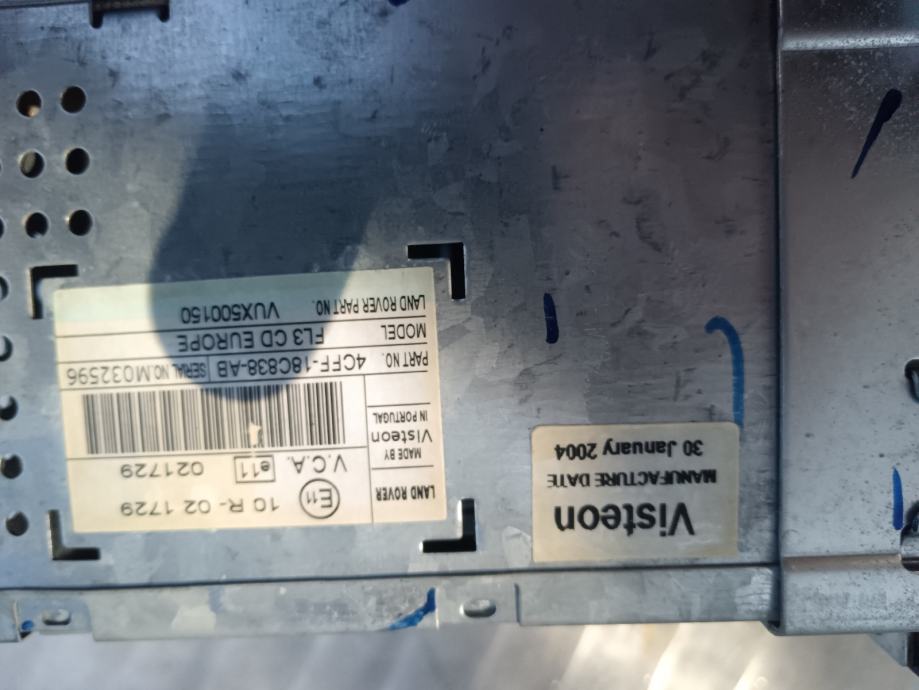 LAND ROVER
E11
10 R- 02 1729
MADE BY
Visteon
IN PORTUGAL
V.C.A.
e11
021729
PART NO.
4CFF-18C838-AB
SERIAL NO.M0332596
MODEL
FL3 CD EUROPE
LAND ROVER PART NO.
VUX500150
Visteon
MANUFACTURE DATE
30 January 2004